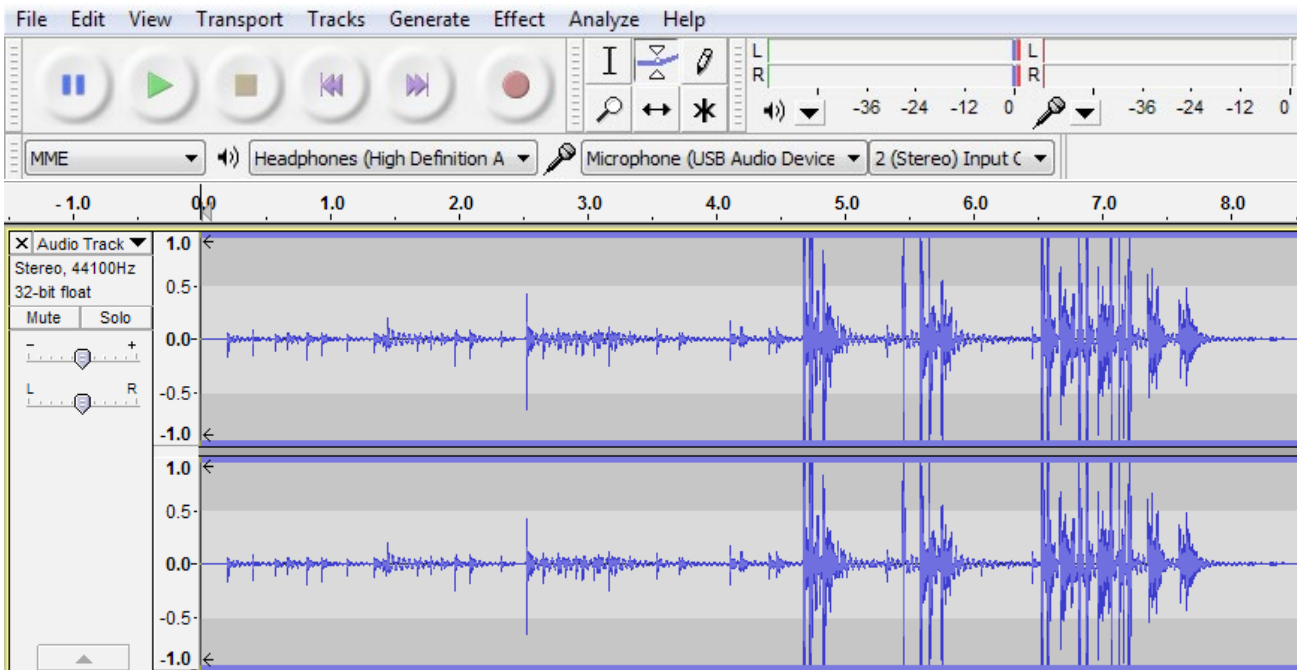 File Edit View Transport Tracks Generate Effect Analyze Help
L
R
-36 -24 -12 0
L
R
-36 -24 -12 0
MME Headphones (High Definition A Microphone (USB Audio Device 2 (Stereo) Input C
-1.0 0.0 1.0 2.0 3.0 4.0 5.0 6.0 7.0 8.0
X Audio Track
Stereo, 44100Hz
32-bit float
Mute Solo
- +
L R
1.0
0.5-
0.0-
-0.5-
-1.0
1.0
0.5-
0.0-
-0.5-
-1.0